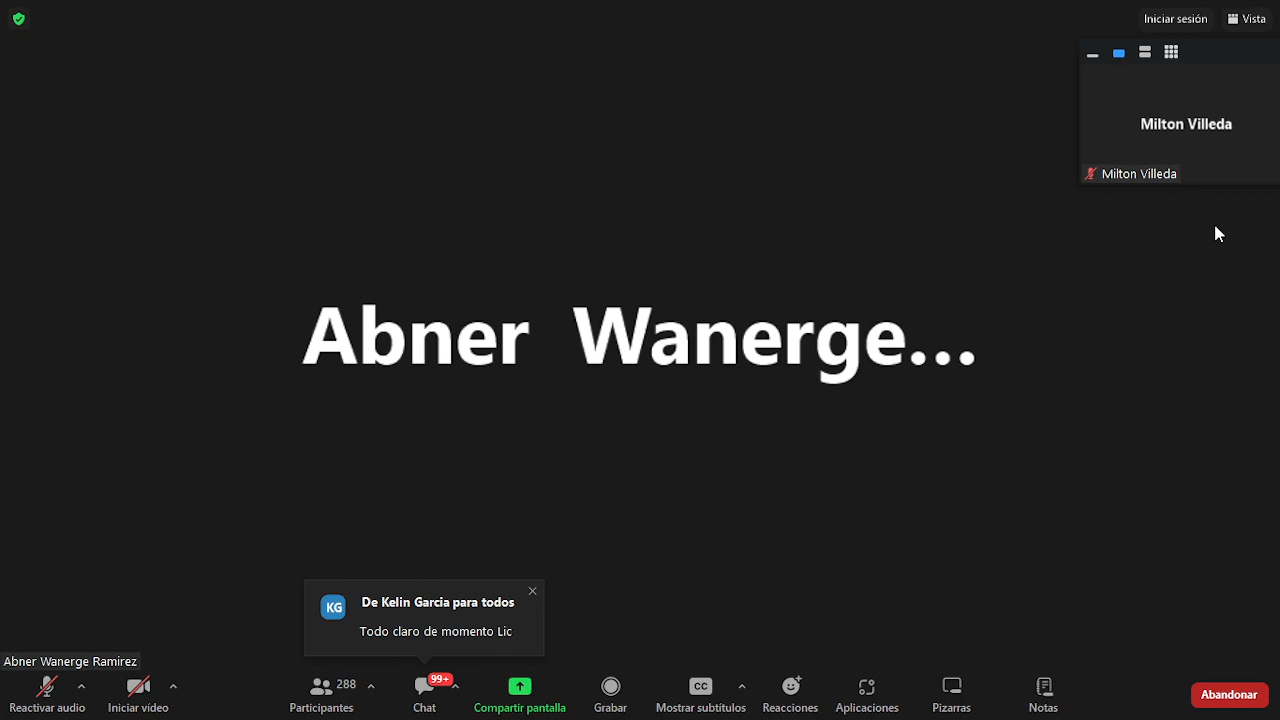 Iniciar sesión
Vista
Milton Villeda
Milton Villeda
Abner Wanerge...
KG
De Kelin Garcia para todos
Todo claro de momento Lic
Abner Wanerge Ramirez
288
99+
CC
Reactivar audio
Iniciar vídeo
Participantes
Chat
Compartir pantalla
Grabar
Mostrar subtítulos
Reacciones
Aplicaciones
Pizarras
Notas
Abandonar